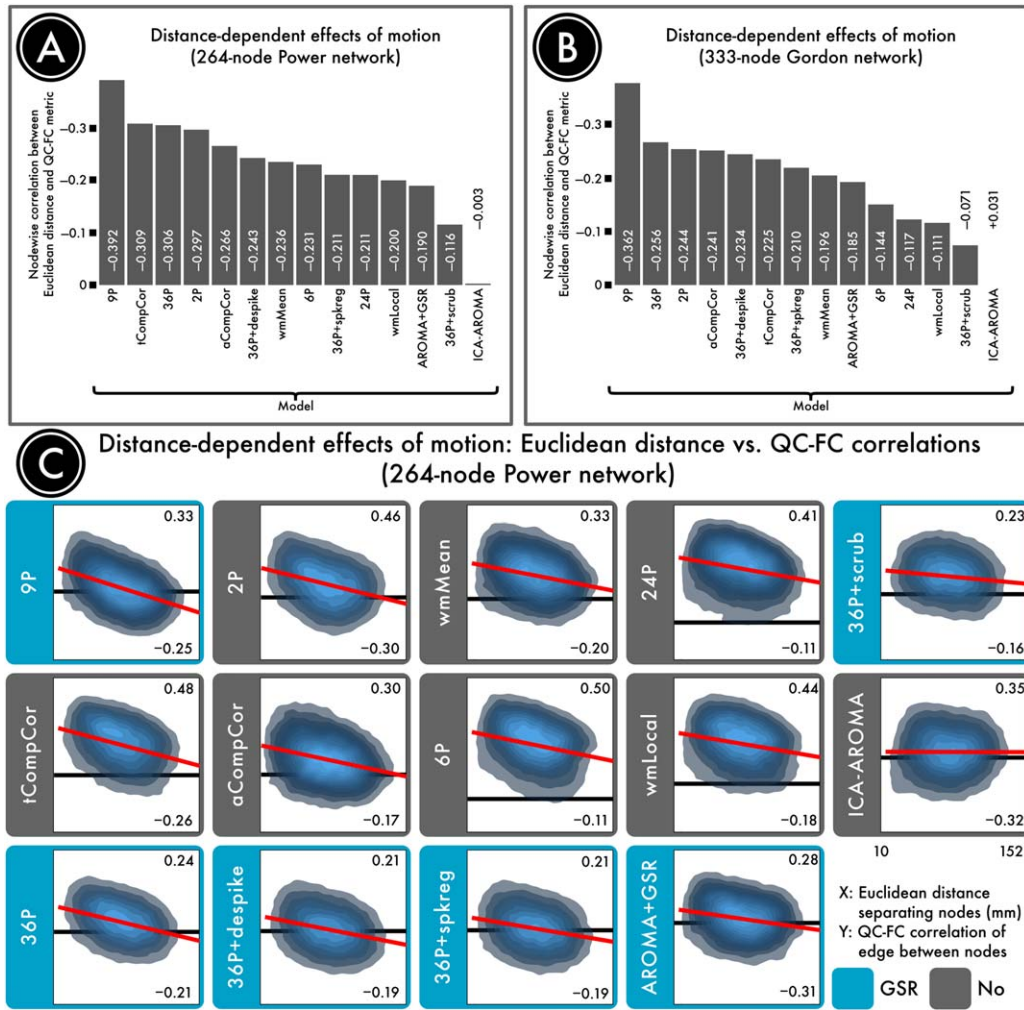 A
Distance-dependent effects of motion
(264-node Power network)
Nodewise correlation between
Euclidean distance and QC-FC metric
−0.3
−0.2
−0.1
0
−0.392
−0.309
−0.306
−0.297
−0.266
−0.243
−0.236
−0.231
−0.211
−0.211
−0.200
−0.190
−0.116
−0.003
9P
tCompCor
36P
2P
aCompCor
36P+despike
wmMean
6P
36P+spkreg
24P
wmLocal
AROMA+GSR
36P+scrub
ICA-AROMA
Model
B
Distance-dependent effects of motion
(333-node Gordon network)
Nodewise correlation between
Euclidean distance and QC-FC metric
−0.3
−0.2
−0.1
0
−0.362
−0.256
−0.244
−0.241
−0.234
−0.225
−0.210
−0.196
−0.185
−0.144
−0.117
−0.111
−0.071
+0.031
9P
36P
2P
aCompCor
36P+despike
tCompCor
36P+spkreg
wmMean
AROMA+GSR
6P
24P
wmLocal
36P+scrub
ICA-AROMA
Model
C
Distance-dependent effects of motion: Euclidean distance vs. QC-FC correlations
(264-node Power network)
9P
0.33
−0.25
2P
0.46
−0.30
wmMean
0.33
−0.20
24P
0.41
−0.11
36P+scrub
0.23
−0.16
tCompCor
0.48
−0.26
aCompCor
0.30
−0.17
6P
0.50
−0.11
wmLocal
0.44
−0.18
ICA-AROMA
0.35
−0.32
10 152
36P
0.24
−0.21
36P+despike
0.21
−0.19
36P+spkreg
0.21
−0.19
AROMA+GSR
0.28
−0.31
X: Euclidean distance
separating nodes (mm)
Y: QC-FC correlation of
edge between nodes
GSR No